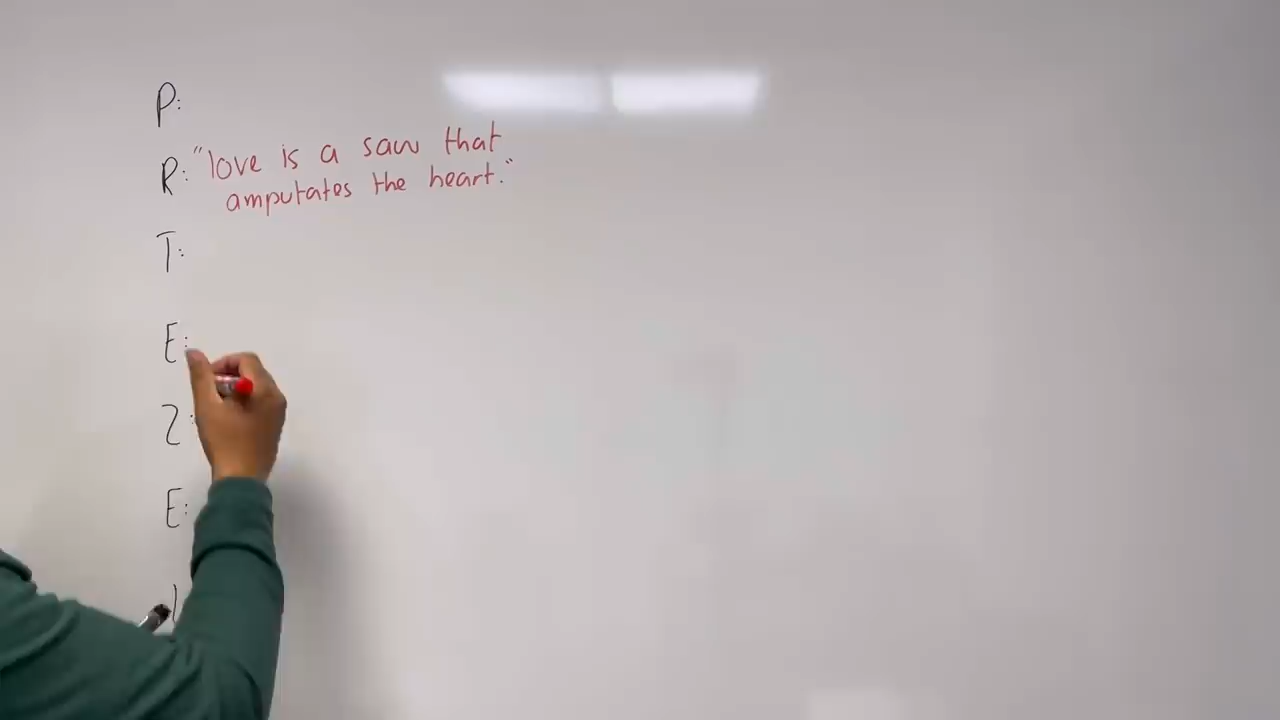 P:
R: "love is a saw that
amputates the heart."
T:
E:
Z:
E: